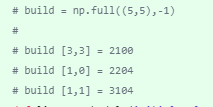 # build = np.full((5,5),-1)
#
# build [3,3] = 2100
# build [1,0] = 2204
# build [1,1] = 3104